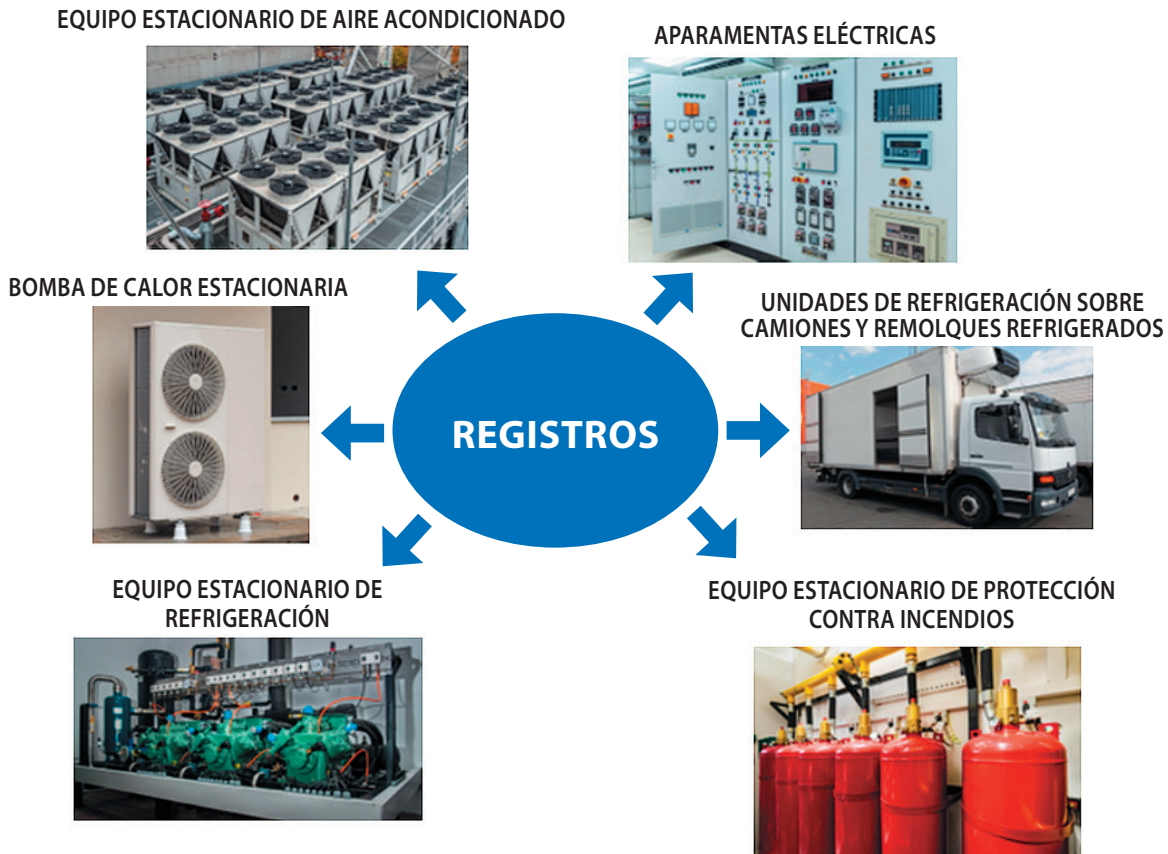 EQUIPO ESTACIONARIO DE AIRE ACONDICIONADO
APARAMENTAS ELÉCTRICAS
BOMBA DE CALOR ESTACIONARIA
UNIDADES DE REFRIGERACIÓN SOBRE
CAMIONES Y REMOLQUES REFRIGERADOS
REGISTROS
EQUIPO ESTACIONARIO DE
REFRIGERACIÓN
EQUIPO ESTACIONARIO DE PROTECCIÓN
CONTRA INCENDIOS